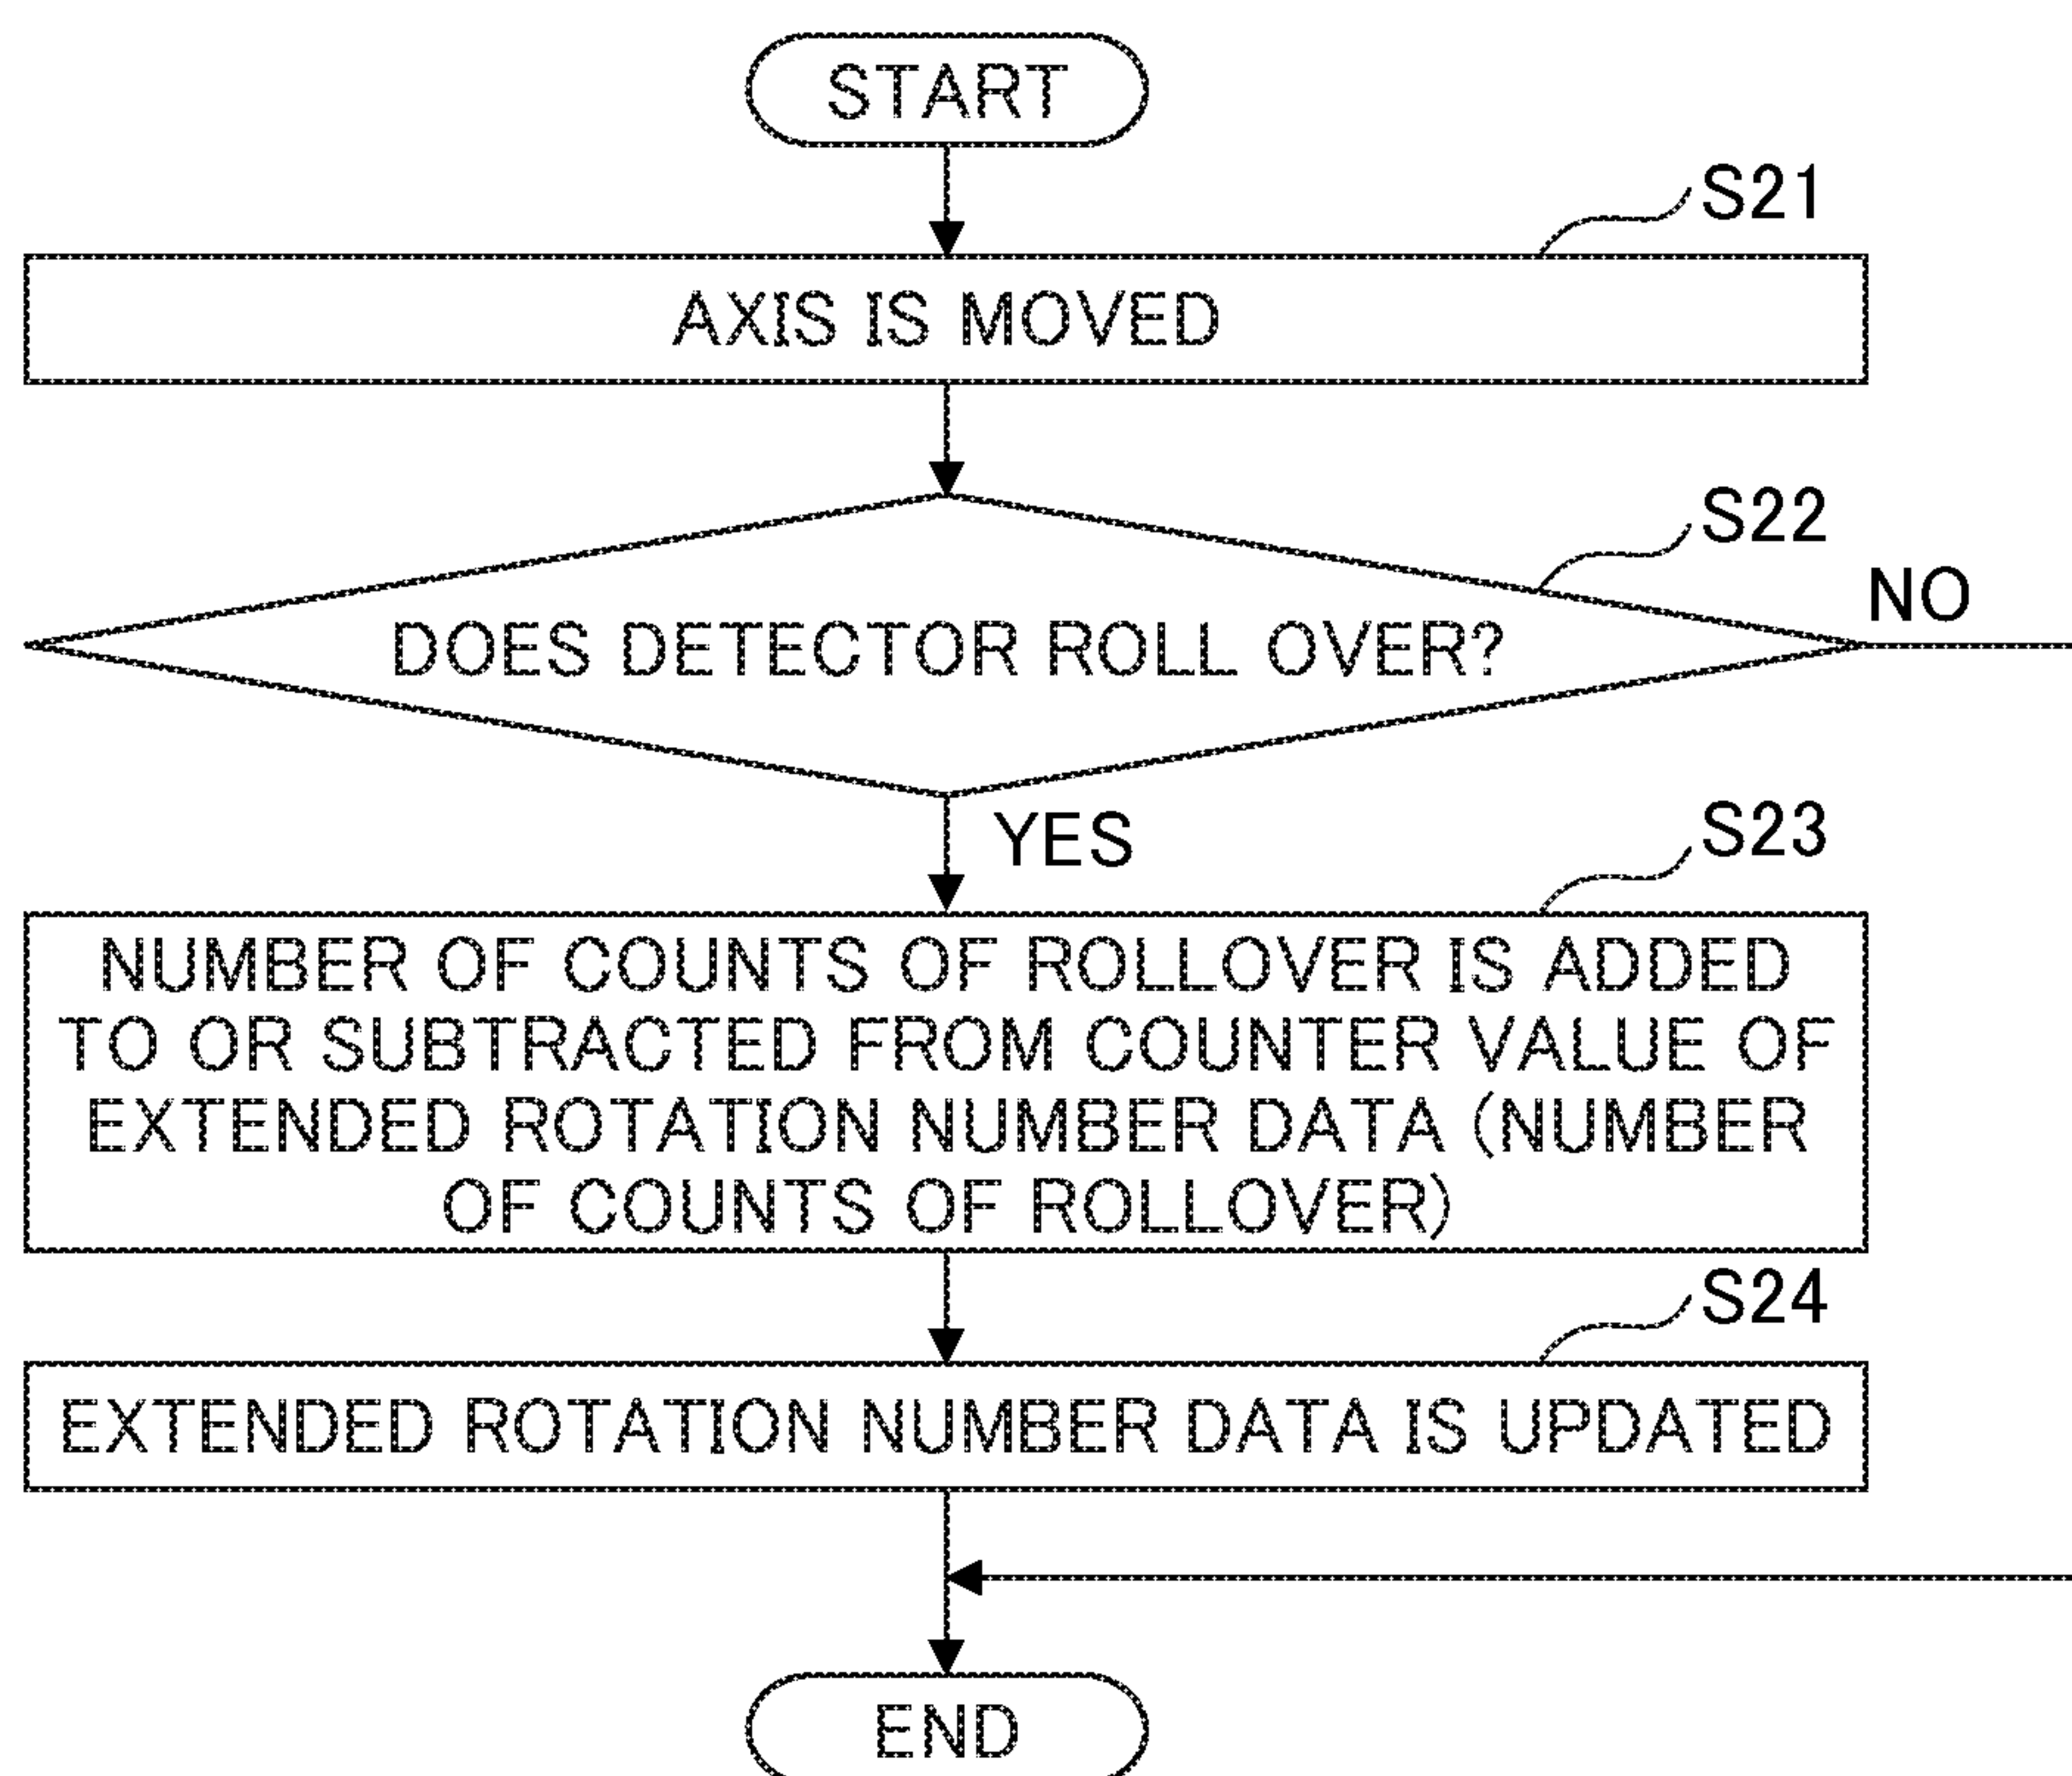 START
S21
AXIS IS MOVED
S22
NO
DOES DETECTOR ROLL OVER?
YES
S23
NUMBER OF COUNTS OF ROLLOVER IS ADDED
TO OR SUBTRACTED FROM COUNTER VALUE OF
EXTENDED ROTATION NUMBER DATA (NUMBER
OF COUNTS OF ROLLOVER)
S24
EXTENDED ROTATION NUMBER DATA IS UPDATED
END